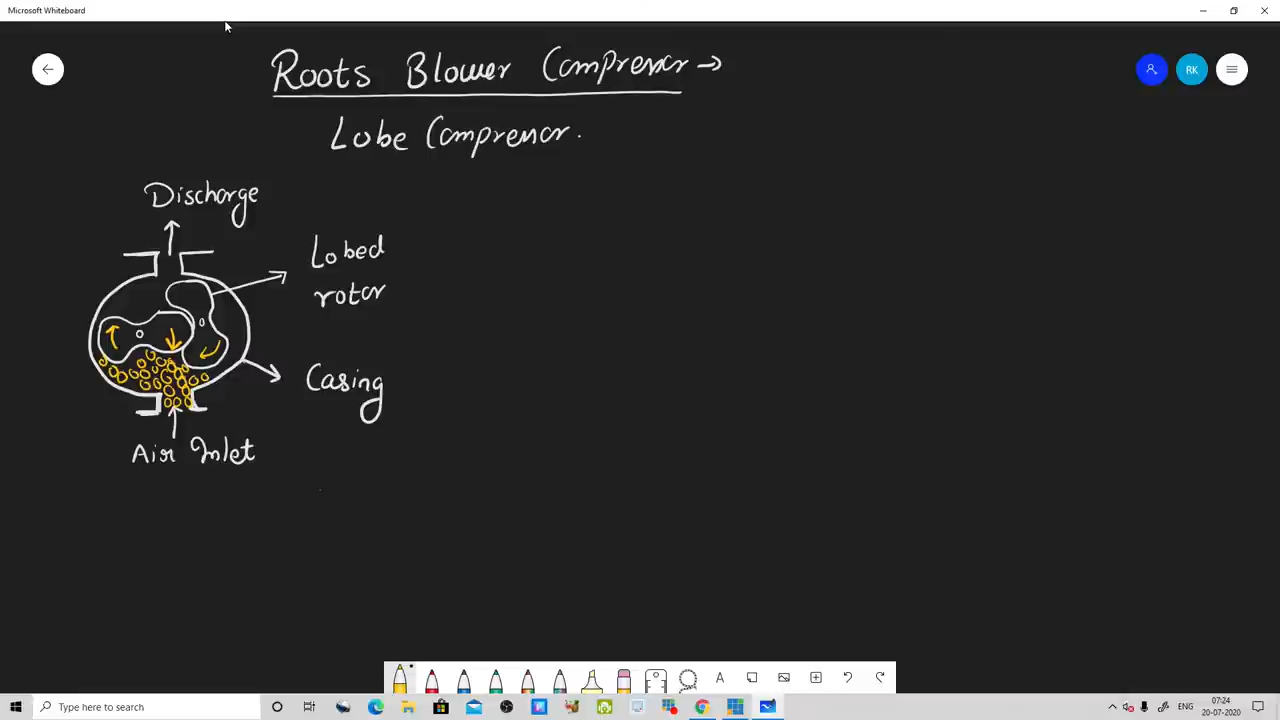 Microsoft Whiteboard
Roots Blower Compressor →
RK
Lobe Compressor.
Discharge
Lobed
rotor
Casing
Air Inlet
A
Type here to search
ENG
07:24
20-07-2020